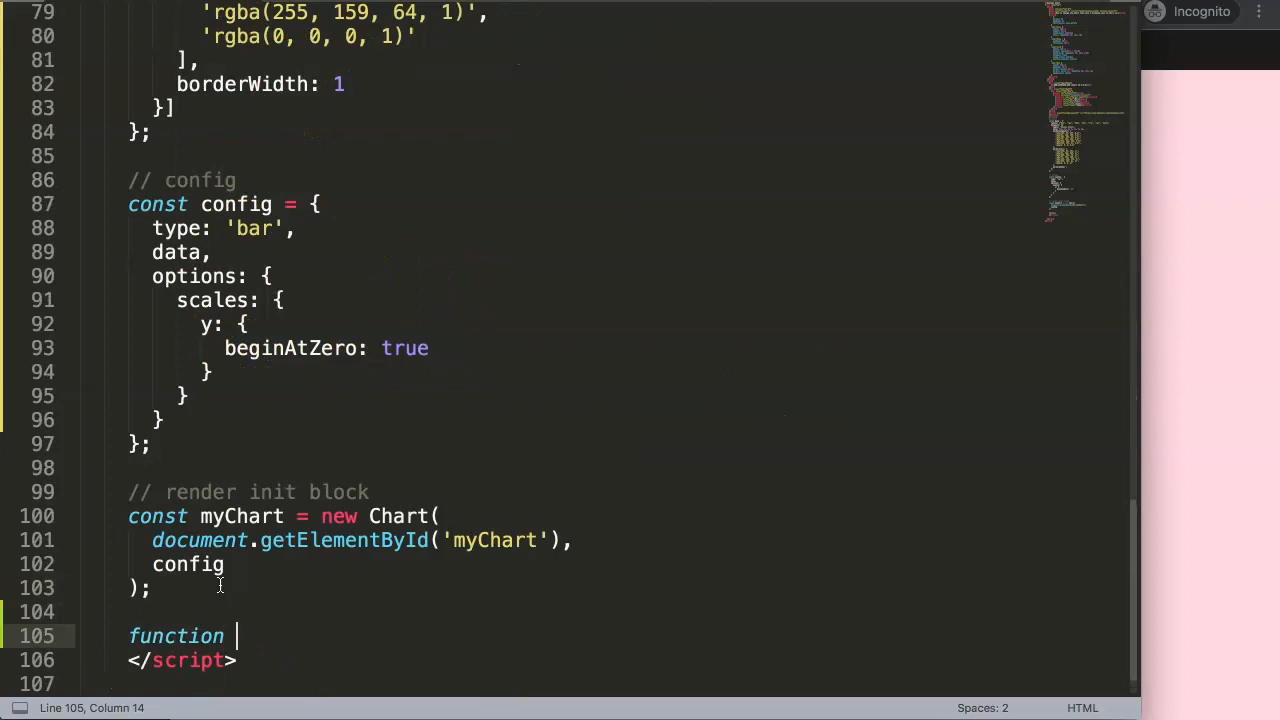 79 'rgba(255, 159, 64, 1)',
80 'rgba(0, 0, 0, 1)'
81 ],
82 borderWidth: 1
83 }]
84 };
85
86 // config
87 const config = {
88 type: 'bar',
89 data,
90 options: {
91 scales: {
92 y: {
93 beginAtZero: true
94 }
95 }
96 }
97 };
98
99 // render init block
100 const myChart = new Chart(
101 document.getElementById('myChart'),
102 config
103 );
104
105 function
106 </script>
107
Line 105, Column 14
Spaces: 2
HTML
Incognito